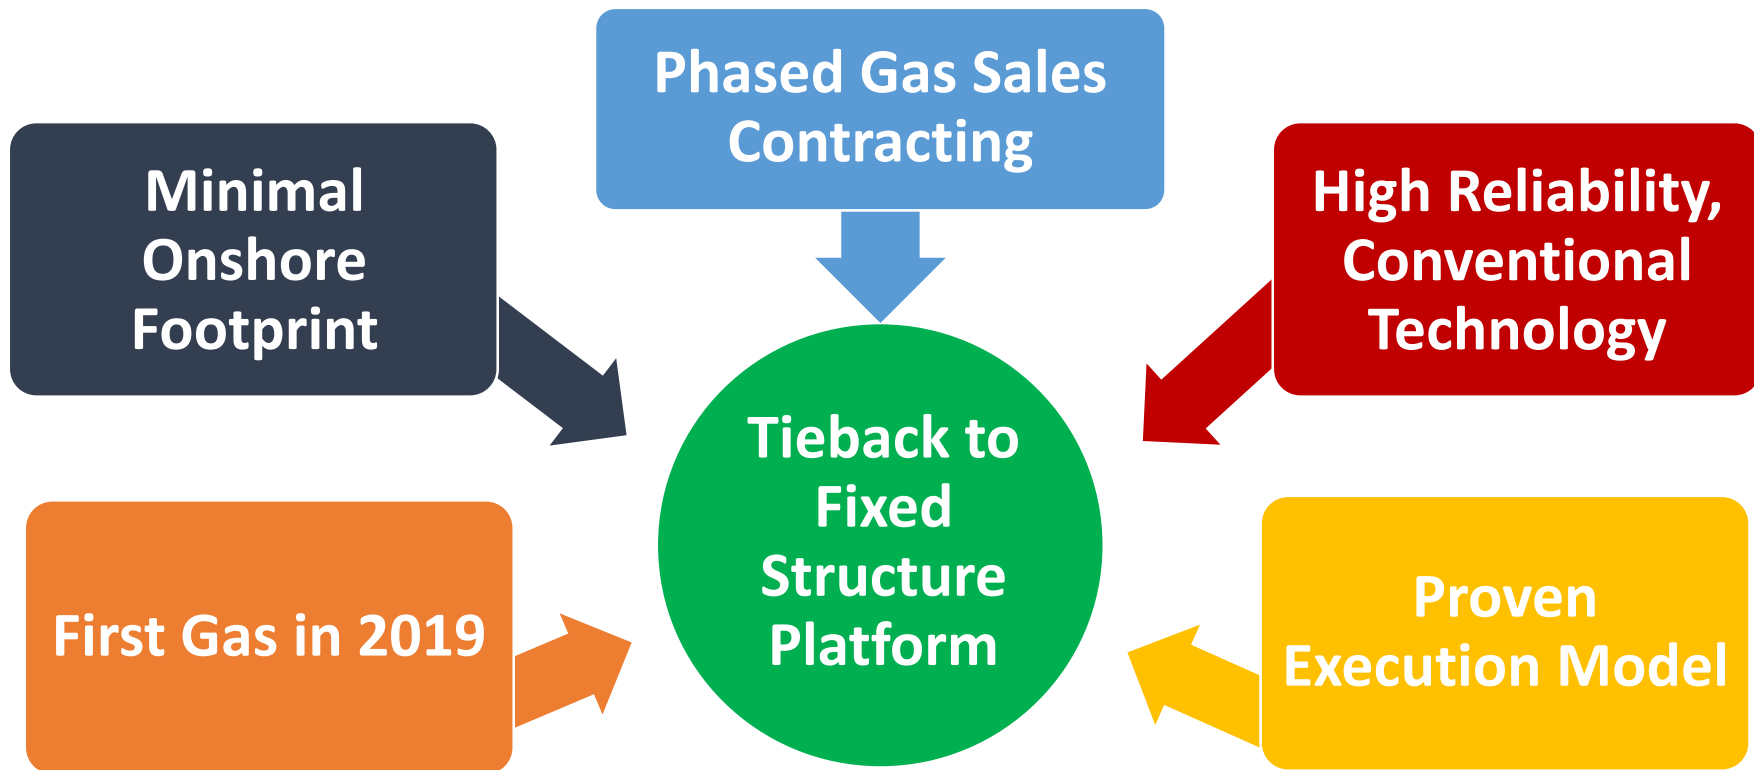 Phased Gas Sales
Contracting
Minimal
Onshore
Footprint
High Reliability,
Conventional
Technology
Tieback to
Fixed
Structure
Platform
First Gas in 2019
Proven
Execution Model